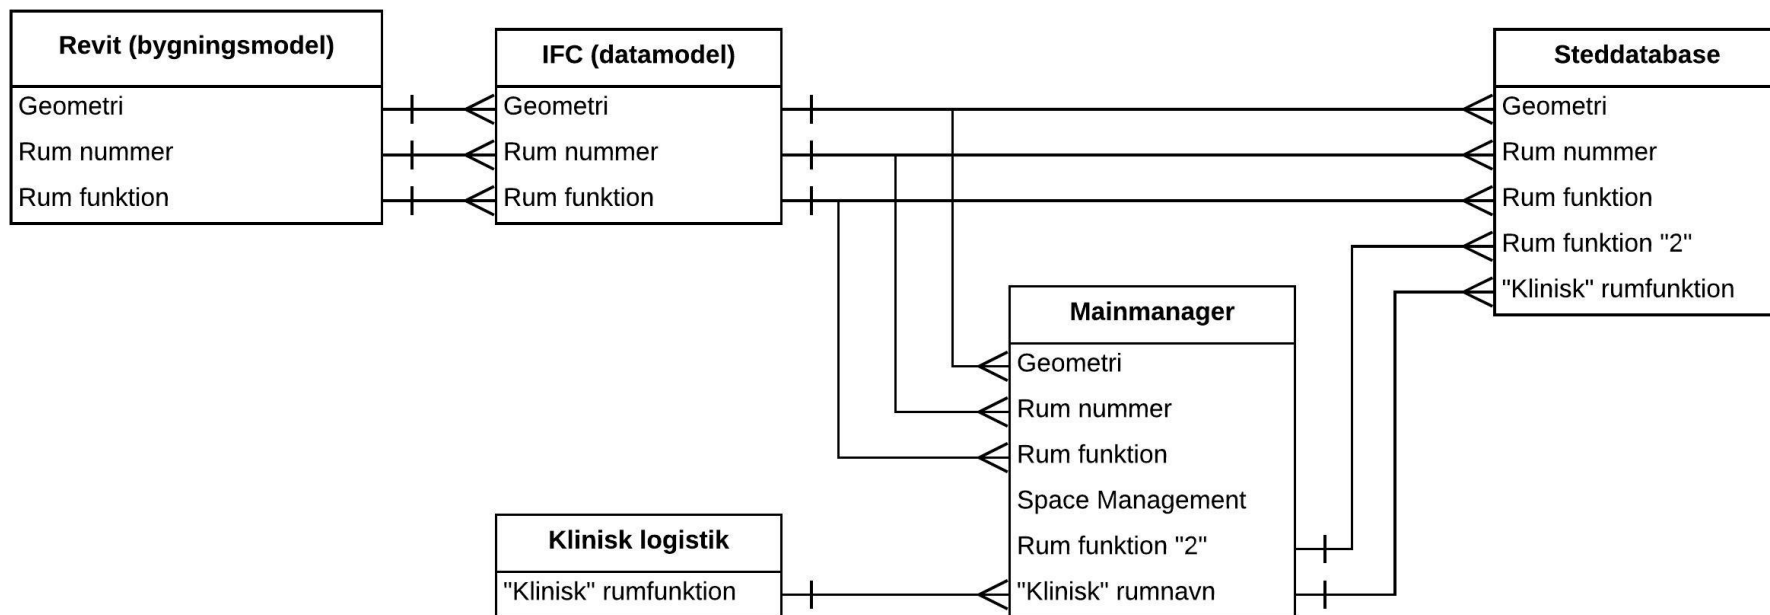 Revit (bygningsmodel)
Geometri
Rum nummer
Rum funktion
IFC (datamodel)
Geometri
Rum nummer
Rum funktion
Steddatabase
Geometri
Rum nummer
Rum funktion
Rum funktion "2"
"Klinisk" rumfunktion
Mainmanager
Geometri
Rum nummer
Rum funktion
Space Management
Rum funktion "2"
"Klinisk" rumnavn
Klinisk logistik
"Klinisk" rumfunktion